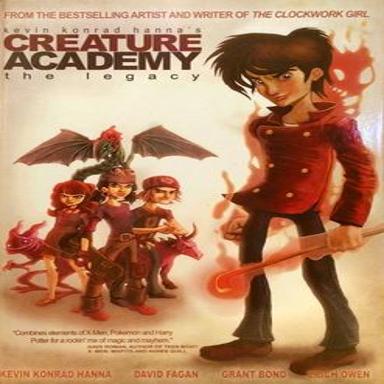 FROM THE BESTSELLING ARTIST AND WRITER OF THE CLOCKWORK GIRL
kevin konrad hanna's
CREATURE
ACADEMY
the legacy
"Combines elements of X-Men, Pokemon and Harry
Potter for a rockin' mix of magic and mayhem."
KEVIN KONRAD HANNA DAVID FAGAN GRANT BOND OWEN